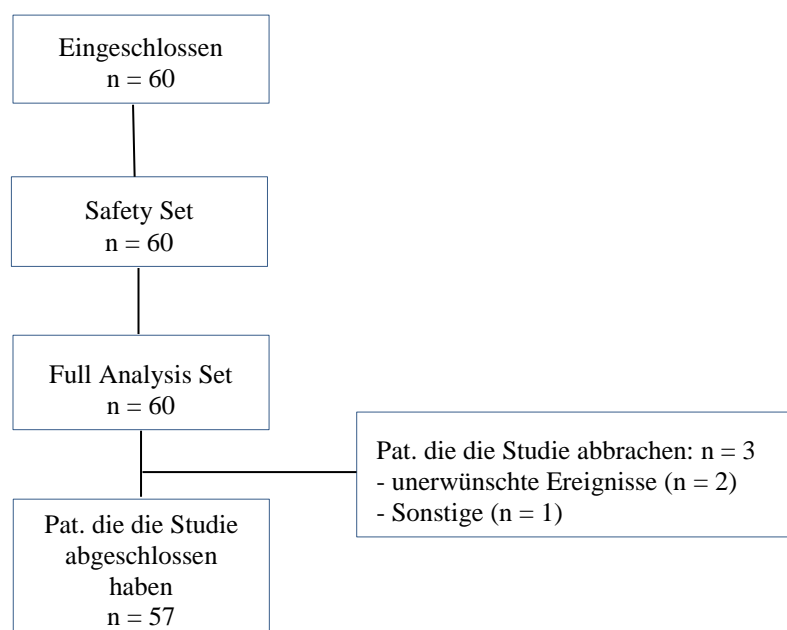 Eingeschlossen
n = 60
Safety Set
n = 60
Full Analysis Set
n = 60
Pat. die die Studie abbrachen: n = 3
- unerwünschte Ereignisse (n = 2)
- Sonstige (n = 1)
Pat. die die Studie
abgeschlossen
haben
n = 57